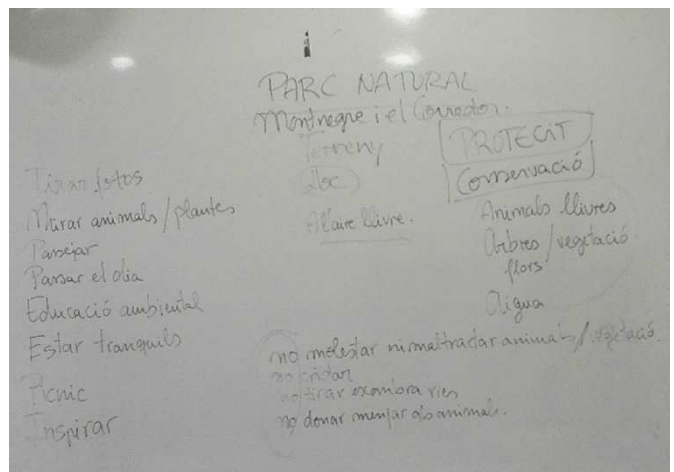 PARC NATURAL
Montnegre i el Corredor.
Terreny
Lloc
A l'aire lliure.
PROTEGIT
Conservació
Animals lliures
Arbres / vegetació
flors
Aigua
Tirar fotos
Mirar animals / plantes
Passejar
Passar el dia
Educació ambiental
Estar tranquils
Picnic
Inspirar
no molestar ni maltractar animals / vegetació.
no cridar
no tirar escombraries
no donar menjar als animals.